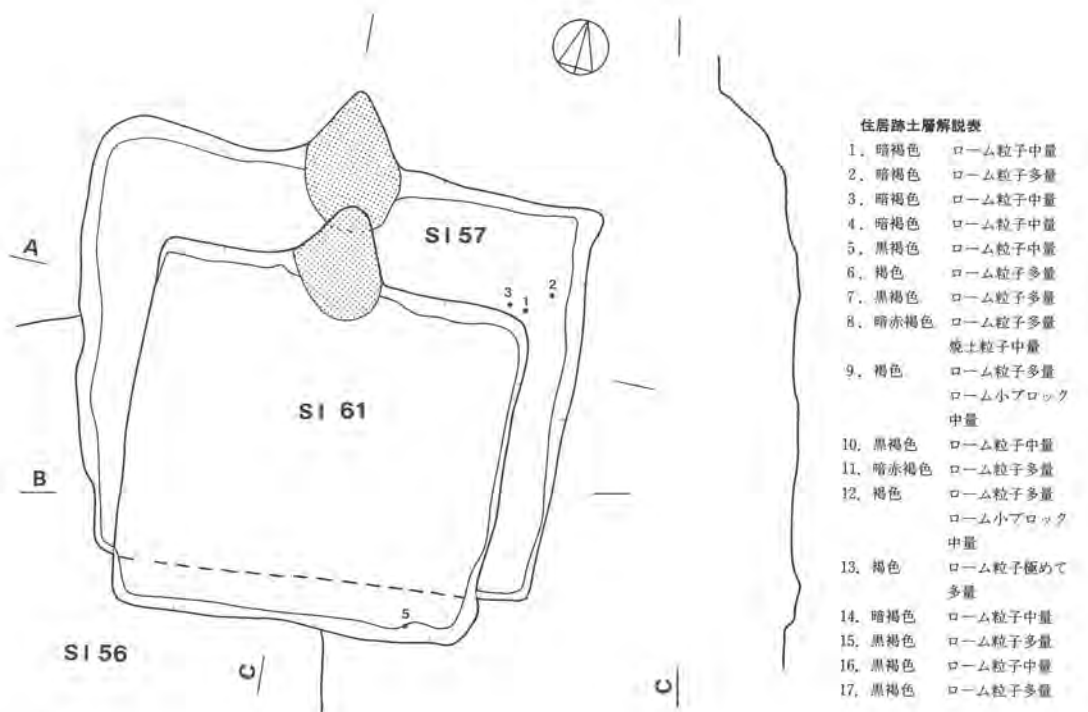 A
B
SI 57
3
1
2
SI 61
5
SI 56
C
C
住居跡土層解説表
1. 暗褐色 ローム粒子中量
2. 暗褐色 ローム粒子多量
3. 暗褐色 ローム粒子中量
4. 暗褐色 ローム粒子中量
5. 黒褐色 ローム粒子中量
6. 褐色 ローム粒子多量
7. 黒褐色 ローム粒子多量
8. 暗赤褐色 ローム粒子多量
焼土粒子中量
9. 褐色 ローム粒子多量
ローム小ブロック
中量
10. 黒褐色 ローム粒子中量
11. 暗赤褐色 ローム粒子多量
12. 褐色 ローム粒子多量
ローム小ブロック
中量
13. 褐色 ローム粒子極めて
多量
14. 暗褐色 ローム粒子中量
15. 黒褐色 ローム粒子多量
16. 黒褐色 ローム粒子中量
17. 黒褐色 ローム粒子多量